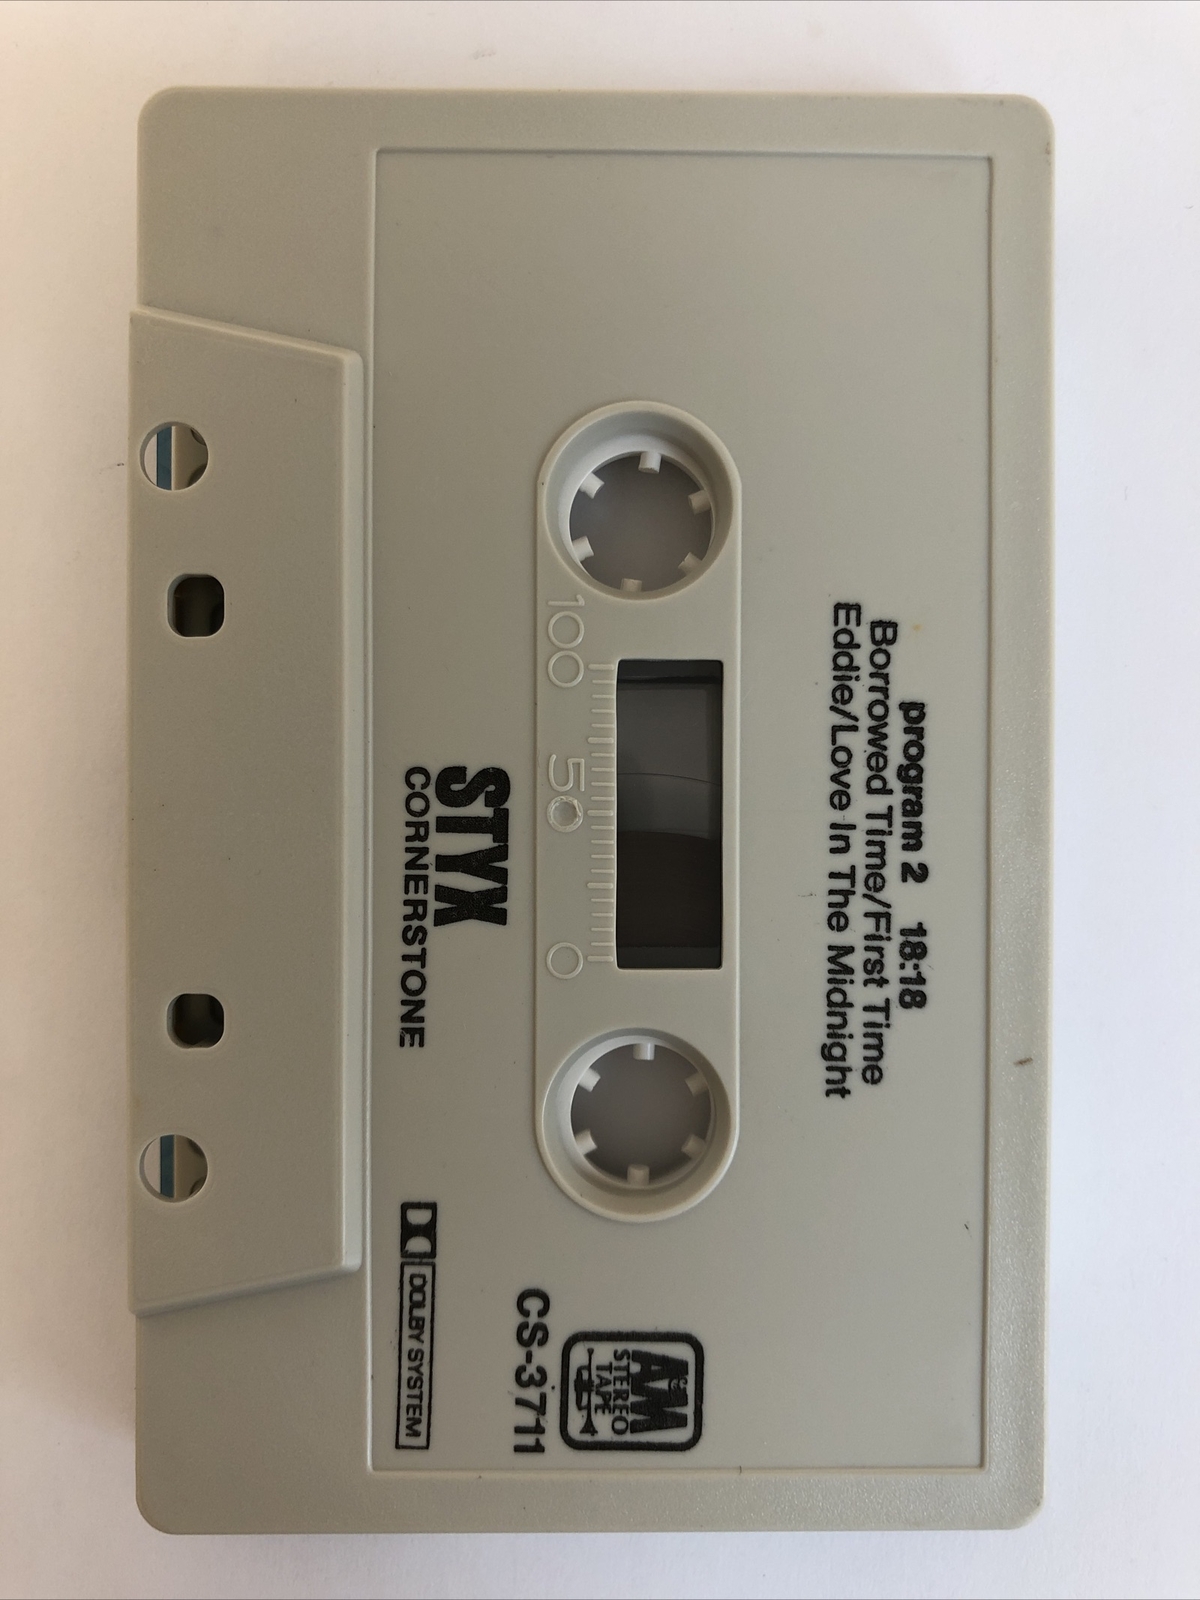 program 2 18:18
Borrowed Time/First Time
Eddie/Love In The Midnight
100 50 0
STYX
CORNERSTONE
A&M
STEREO
TAPE
CS-3711
DOLBY SYSTEM